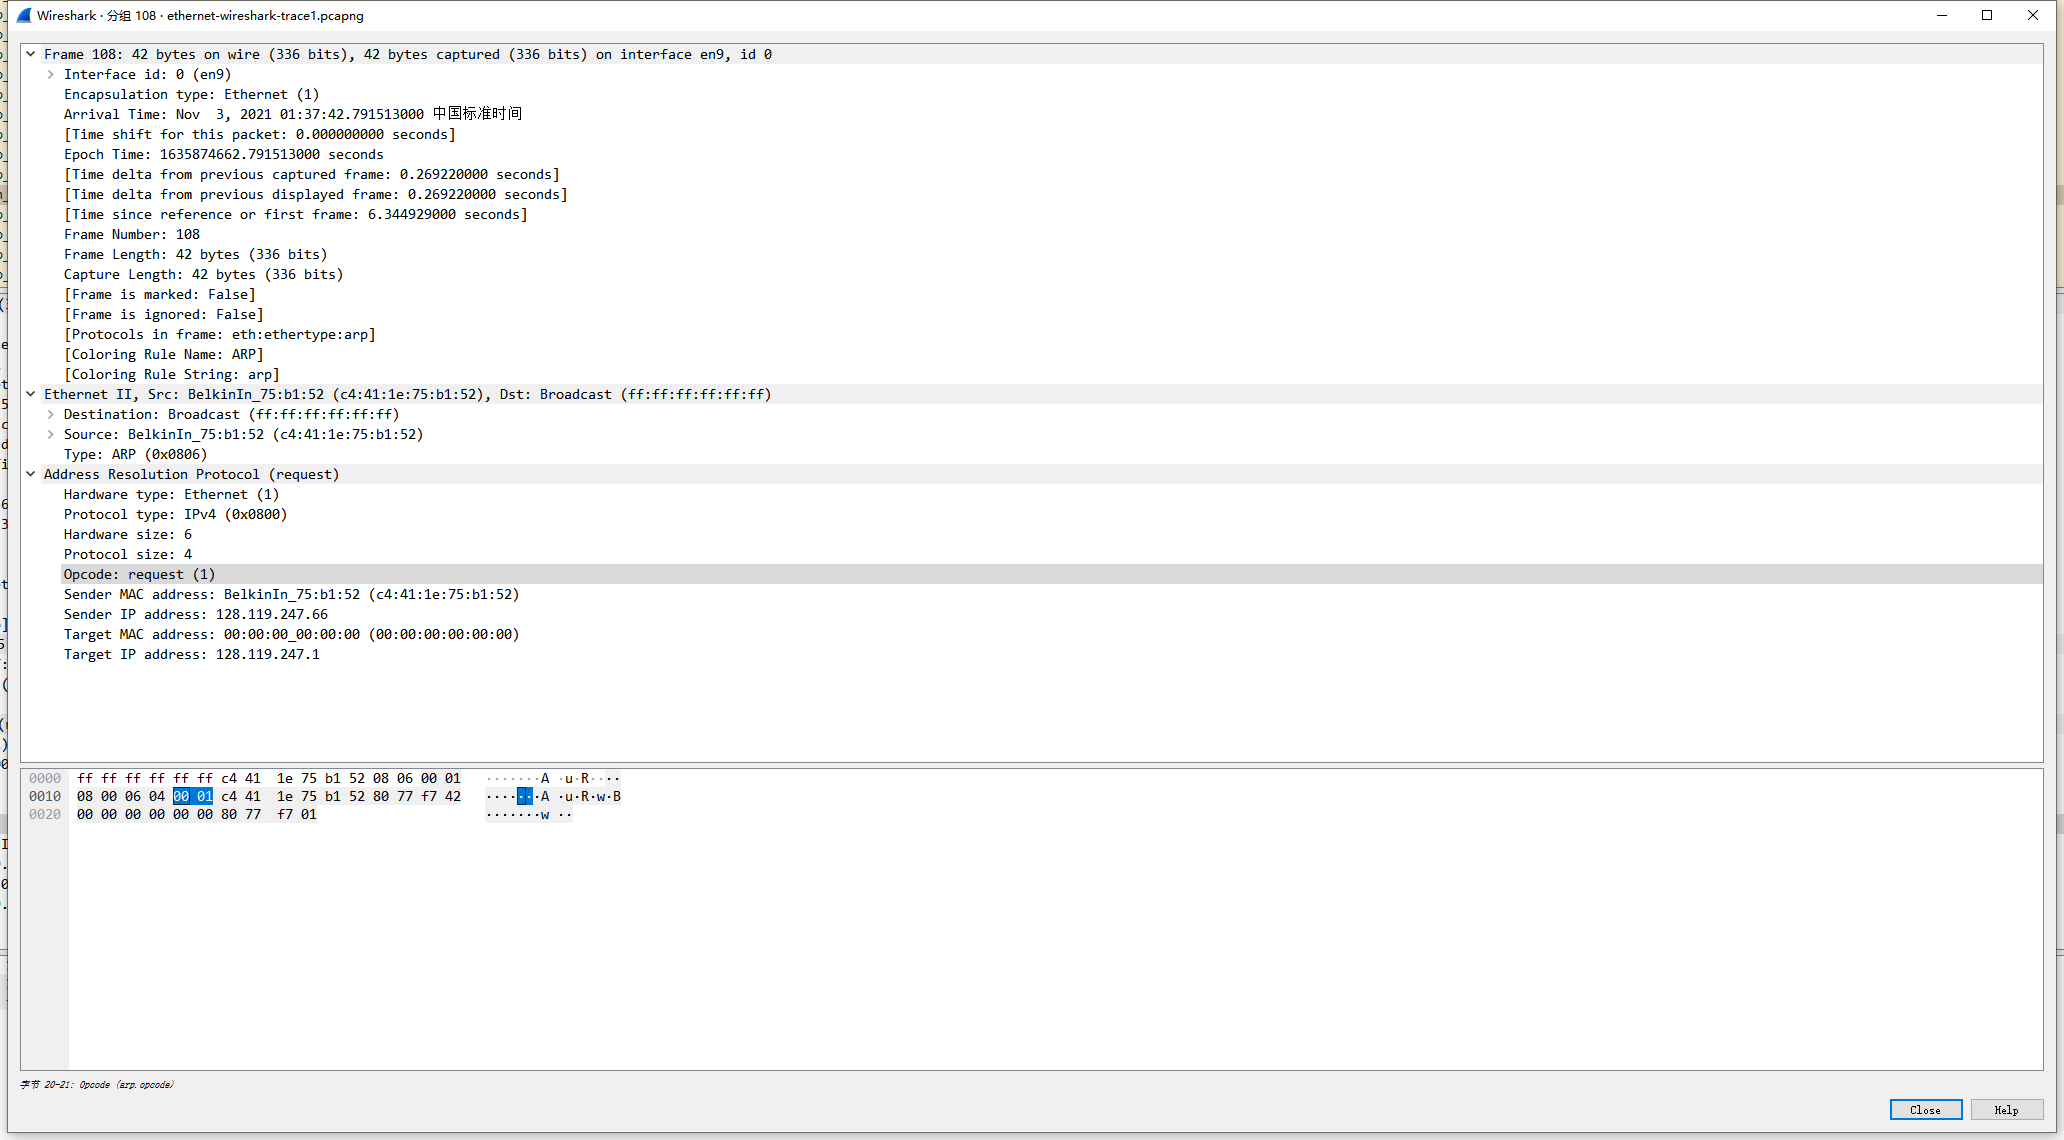 Wireshark · 分组 108 · ethernet-wireshark-trace1.pcapng
Frame 108: 42 bytes on wire (336 bits), 42 bytes captured (336 bits) on interface en9, id 0
Interface id: 0 (en9)
Encapsulation type: Ethernet (1)
Arrival Time: Nov  3, 2021 01:37:42.791513000 中国标准时间
[Time shift for this packet: 0.000000000 seconds]
Epoch Time: 1635874662.791513000 seconds
[Time delta from previous captured frame: 0.269220000 seconds]
[Time delta from previous displayed frame: 0.269220000 seconds]
[Time since reference or first frame: 6.344929000 seconds]
Frame Number: 108
Frame Length: 42 bytes (336 bits)
Capture Length: 42 bytes (336 bits)
[Frame is marked: False]
[Frame is ignored: False]
[Protocols in frame: eth:ethertype:arp]
[Coloring Rule Name: ARP]
[Coloring Rule String: arp]
Ethernet II, Src: BelkinIn_75:b1:52 (c4:41:1e:75:b1:52), Dst: Broadcast (ff:ff:ff:ff:ff:ff)
Destination: Broadcast (ff:ff:ff:ff:ff:ff)
Source: BelkinIn_75:b1:52 (c4:41:1e:75:b1:52)
Type: ARP (0x0806)
Address Resolution Protocol (request)
Hardware type: Ethernet (1)
Protocol type: IPv4 (0x0800)
Hardware size: 6
Protocol size: 4
Opcode: request (1)
Sender MAC address: BelkinIn_75:b1:52 (c4:41:1e:75:b1:52)
Sender IP address: 128.119.247.66
Target MAC address: 00:00:00_00:00:00 (00:00:00:00:00:00)
Target IP address: 128.119.247.1
0000 ff ff ff ff ff ff c4 41 1e 75 b1 52 08 06 00 01 ·······A ·u·R····
0010 08 00 06 04 00 01 c4 41 1e 75 b1 52 80 77 f7 42 ·······A ·u·R·w·B
0020 00 00 00 00 00 00 80 77 f7 01 ·······w ··
字节 20-21: Opcode (arp.opcode)
Close Help